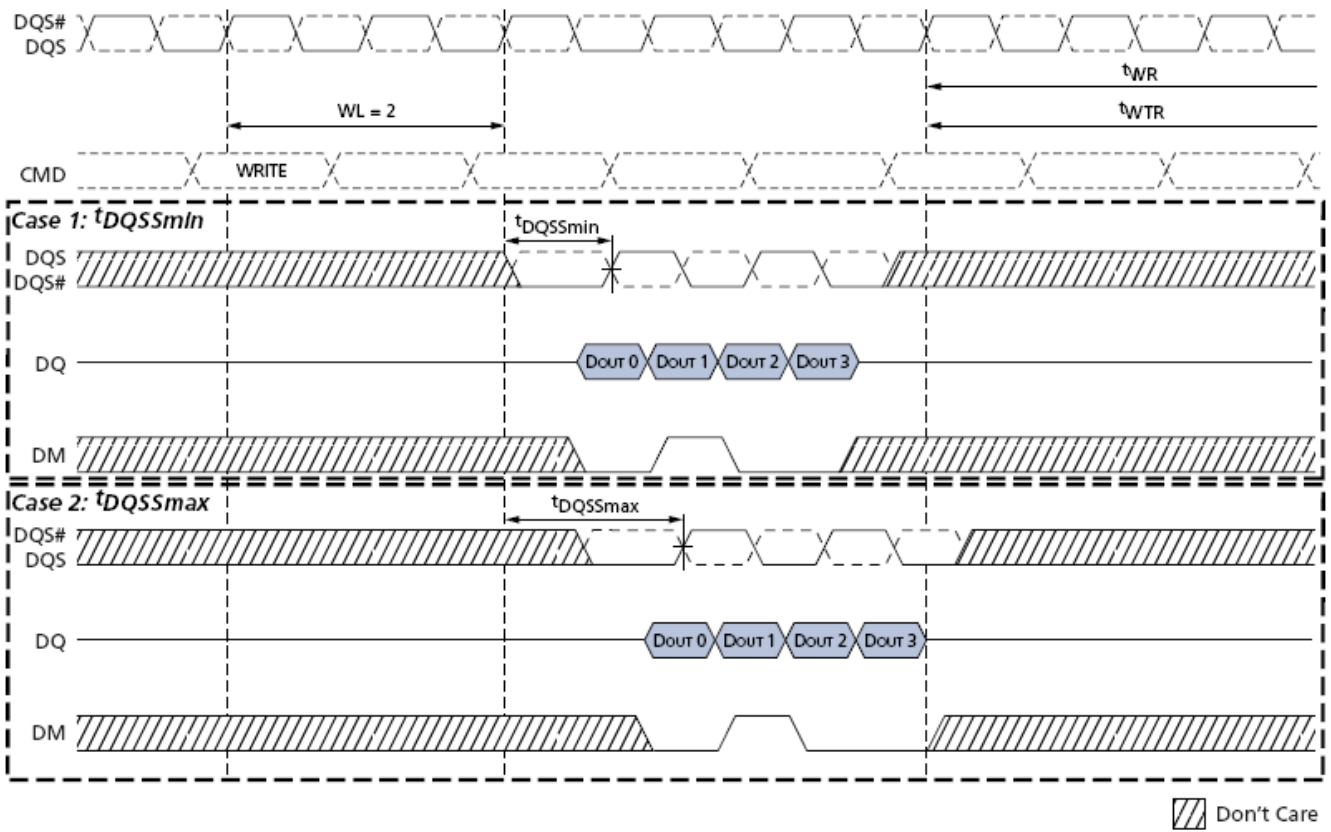 DQS#
DQS
tWR
WL = 2
tWTR
CMD
WRITE
Case 1: tDQSSmin
tDQSSmin
DQS
DQS#
DQ
DOUT 0 DOUT 1 DOUT 2 DOUT 3
DM
Case 2: tDQSSmax
tDQSSmax
DQS#
DQS
DQ
DOUT 0 DOUT 1 DOUT 2 DOUT 3
DM
Don't Care